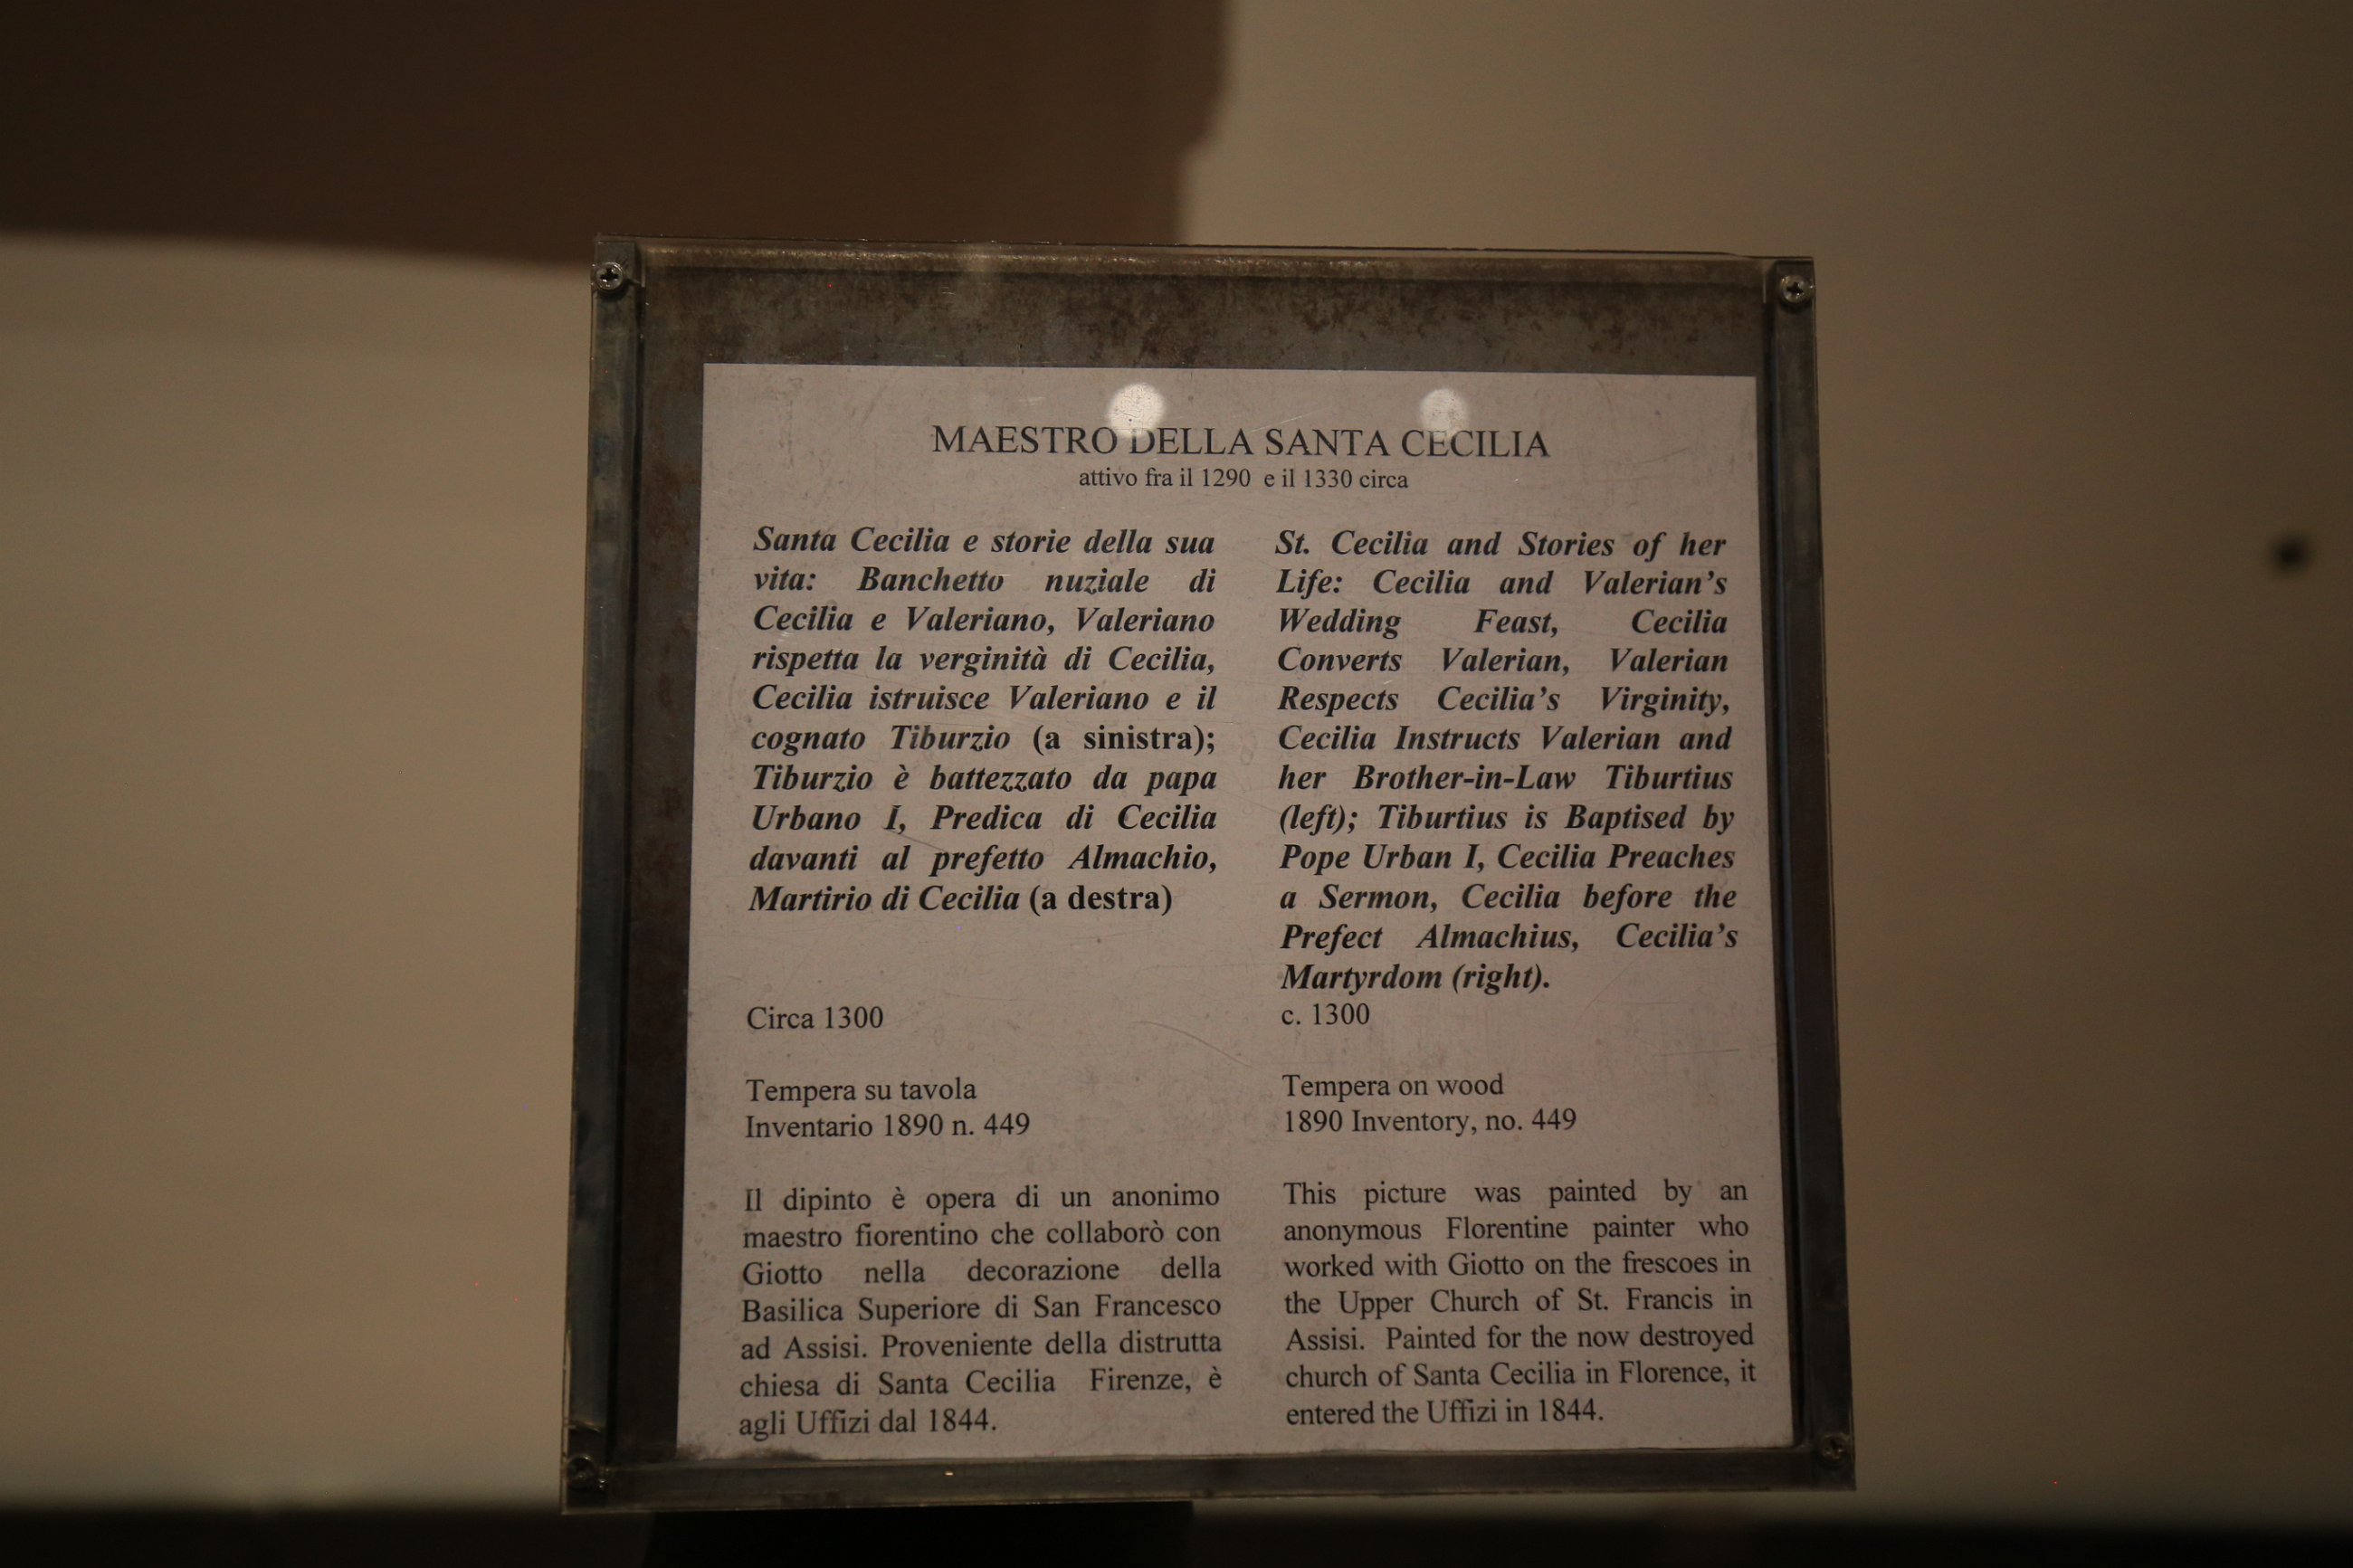 MAESTRO DELLA SANTA CECILIA
attivo fra il 1290 e il 1330 circa
Santa Cecilia e storie della sua
vita: Banchetto nuziale di
Cecilia e Valeriano, Valeriano
rispetta la verginità di Cecilia,
Cecilia istruisce Valeriano e il
cognato Tiburzio (a sinistra);
Tiburzio è battezzato da papa
Urbano I, Predica di Cecilia
davanti al prefetto Almachio,
Martirio di Cecilia (a destra)
Circa 1300
Tempera su tavola
Inventario 1890 n. 449
Il dipinto è opera di un anonimo
maestro fiorentino che collaborò con
Giotto nella decorazione della
Basilica Superiore di San Francesco
ad Assisi. Proveniente della distrutta
chiesa di Santa Cecilia Firenze, è
agli Uffizi dal 1844.
St. Cecilia and Stories of her
Life: Cecilia and Valerian's
Wedding Feast, Cecilia
Converts Valerian, Valerian
Respects Cecilia's Virginity,
Cecilia Instructs Valerian and
her Brother-in-Law Tiburtius
(left); Tiburtius is Baptised by
Pope Urban I, Cecilia Preaches
a Sermon, Cecilia before the
Prefect Almachius, Cecilia's
Martyrdom (right).
c. 1300
Tempera on wood
1890 Inventory, no. 449
This picture was painted by an
anonymous Florentine painter who
worked with Giotto on the frescoes in
the Upper Church of St. Francis in
Assisi. Painted for the now destroyed
church of Santa Cecilia in Florence, it
entered the Uffizi in 1844.